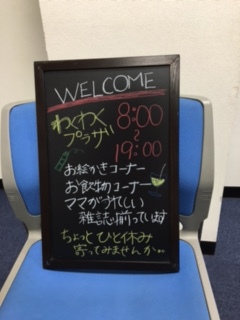 WELCOME
わくわく
プラザ!
8:00
〜
19:00
お絵かきコーナー
お飲物コーナー
ママがうれしい
雑誌も揃っています
ちょっとひと休み
寄ってみませんか…